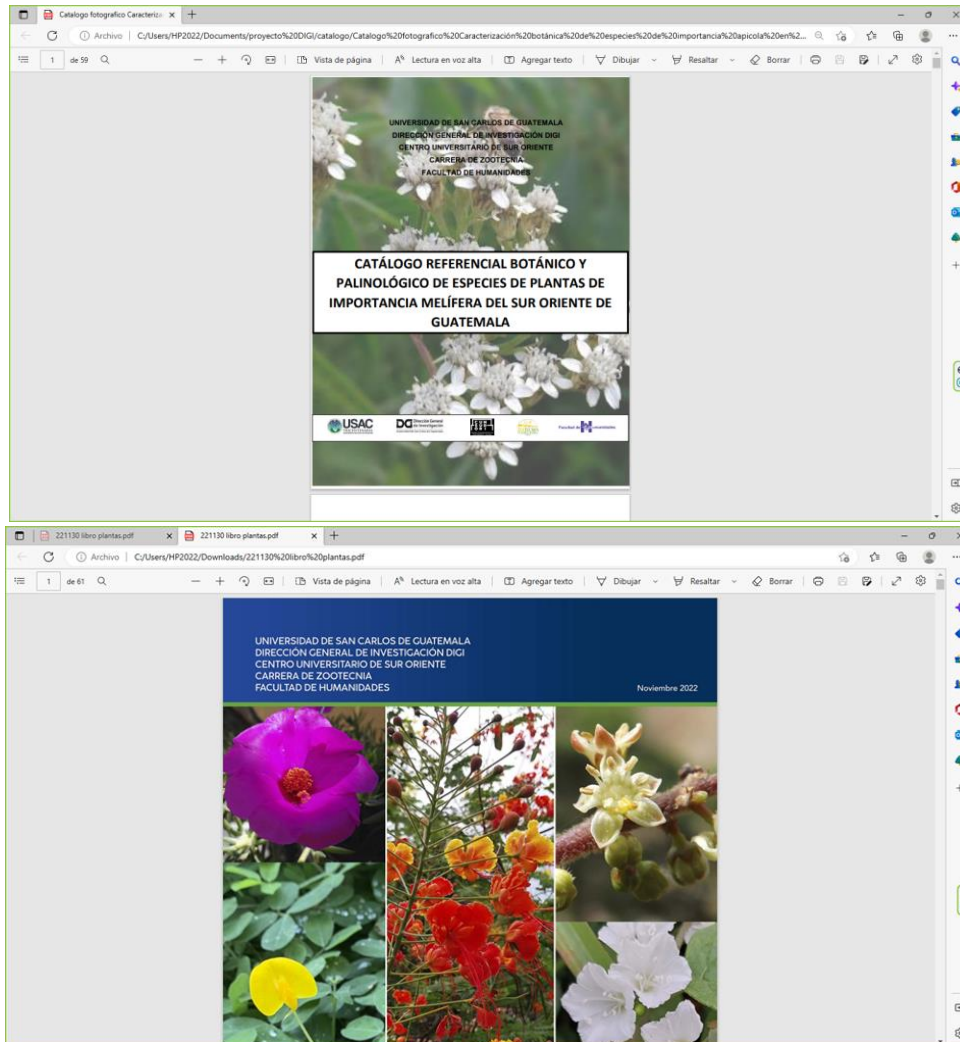 Catalogo fotografico Caracteriza
Archivo C:/Users/HP2022/Documents/proyecto%20DIGI/catalogo/Catalogo%20fotografico%20Caracterización%20botánica%20de%20especies%20de%20importancia%20apicola%20en%2...
1 de 59 Vista de página Lectura en voz alta Agregar texto Dibujar Resaltar Borrar
UNIVERSIDAD DE SAN CARLOS DE GUATEMALA
DIRECCIÓN GENERAL DE INVESTIGACIÓN DIGI
CENTRO UNIVERSITARIO DE SUR ORIENTE
CARRERA DE ZOOTECNIA
FACULTAD DE HUMANIDADES
CATÁLOGO REFERENCIAL BOTÁNICO Y
PALINOLÓGICO DE ESPECIES DE PLANTAS DE
IMPORTANCIA MELÍFERA DEL SUR ORIENTE DE
GUATEMALA
USAC DG Dirección General de Investigación
221130 libro plantas.pdf 221130 libro plantas.pdf
Archivo C:/Users/HP2022/Downloads/221130%20libro%20plantas.pdf
1 de 61 Vista de página Lectura en voz alta Agregar texto Dibujar Resaltar Borrar
UNIVERSIDAD DE SAN CARLOS DE GUATEMALA
DIRECCIÓN GENERAL DE INVESTIGACIÓN DIGI
CENTRO UNIVERSITARIO DE SUR ORIENTE
CARRERA DE ZOOTECNIA
FACULTAD DE HUMANIDADES
Noviembre 2022